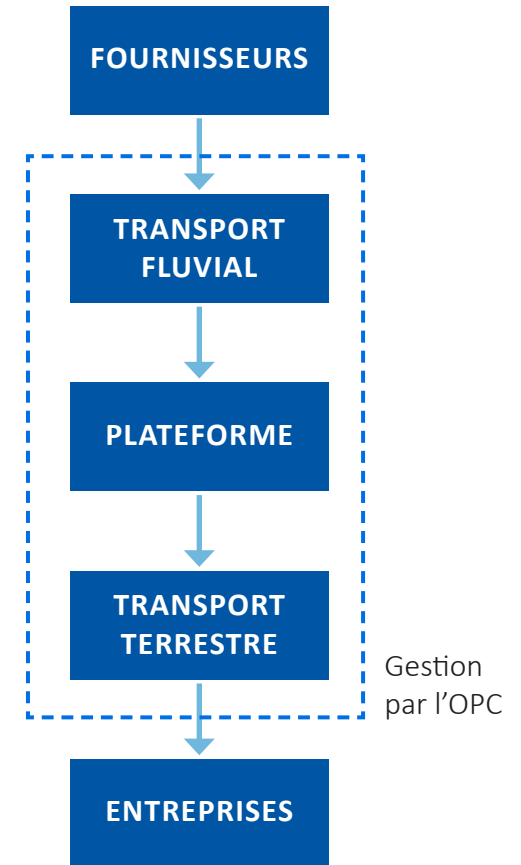 FOURNISSEURS
TRANSPORT
FLUVIAL
PLATEFORME
TRANSPORT
TERRESTRE
Gestion
par l’OPC
ENTREPRISES